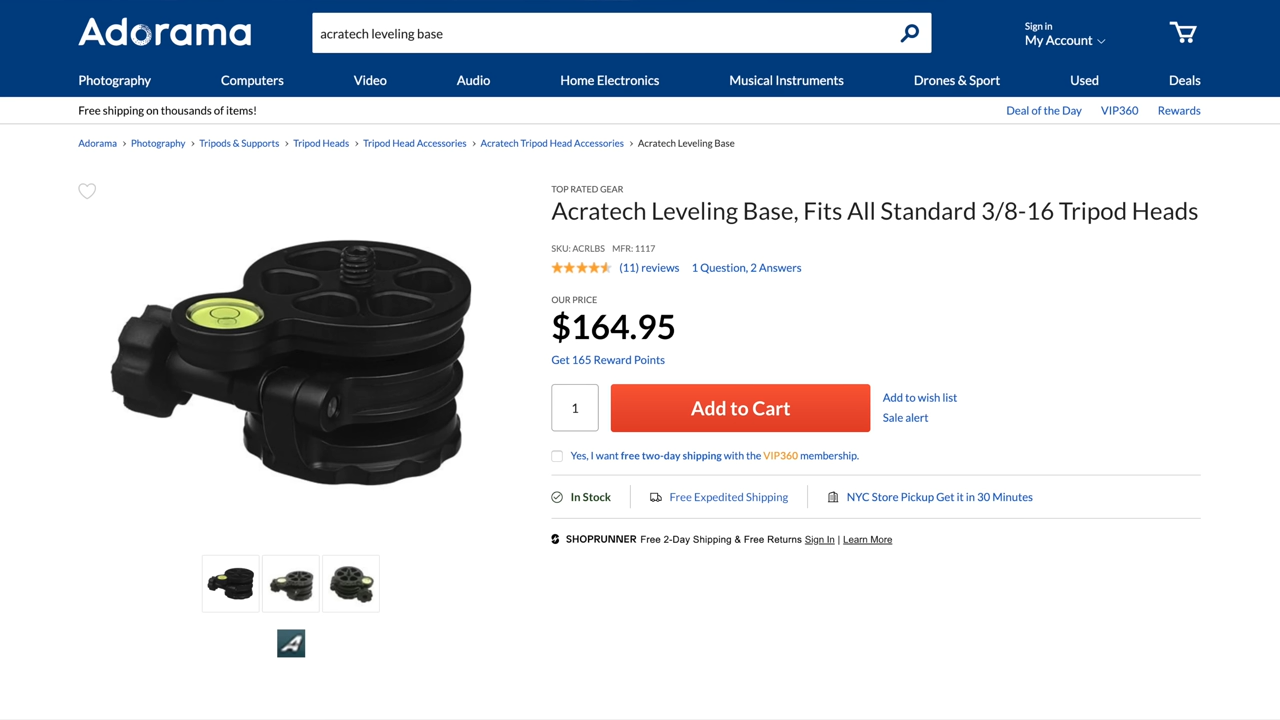 Adorama
acratech leveling base
Sign in
My Account
Photography Computers Video Audio Home Electronics Musical Instruments Drones & Sport Used Deals
Free shipping on thousands of items! Deal of the Day VIP360 Rewards
Adorama › Photography › Tripods & Supports › Tripod Heads › Tripod Head Accessories › Acratech Tripod Head Accessories › Acratech Leveling Base
TOP RATED GEAR
Acratech Leveling Base, Fits All Standard 3/8-16 Tripod Heads
SKU: ACRLBS MFR: 1117
(11) reviews 1 Question, 2 Answers
OUR PRICE
$164.95
Get 165 Reward Points
1 Add to Cart
Add to wish list
Sale alert
Yes, I want free two-day shipping with the VIP360 membership.
In Stock Free Expedited Shipping NYC Store Pickup Get it in 30 Minutes
SHOPRUNNER Free 2-Day Shipping & Free Returns Sign In | Learn More
A